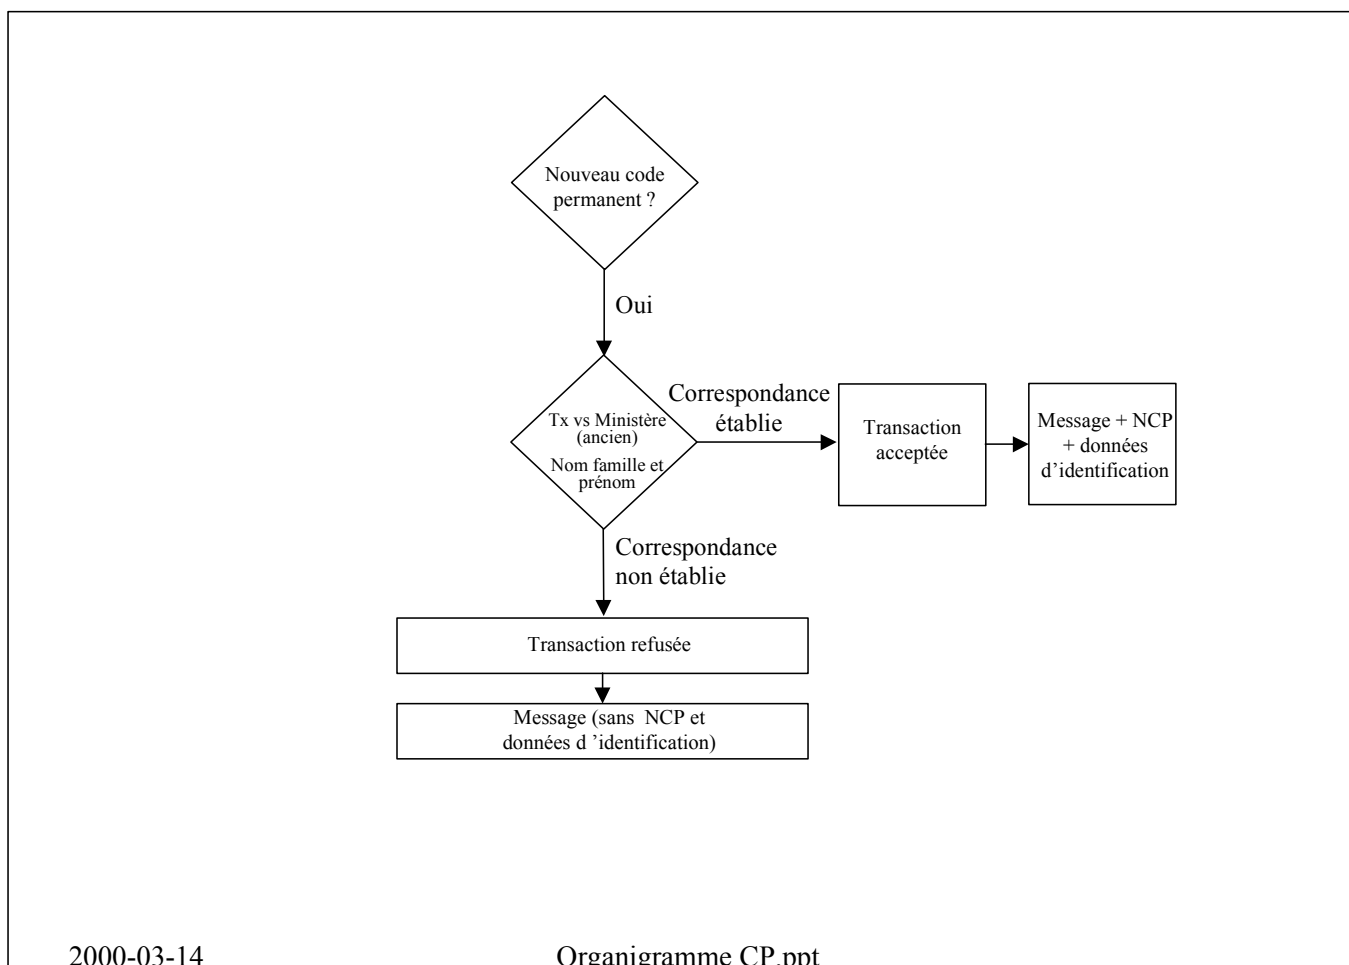 Nouveau code
permanent ?
Oui
Tx vs Ministère
(ancien)
Nom famille et
prénom
Correspondance
établie
Transaction
acceptée
Message + NCP
+ données
d’identification
Correspondance
non établie
Transaction refusée
Message (sans  NCP et
données d ’identification)
2000-03-14
Organigramme CP.ppt